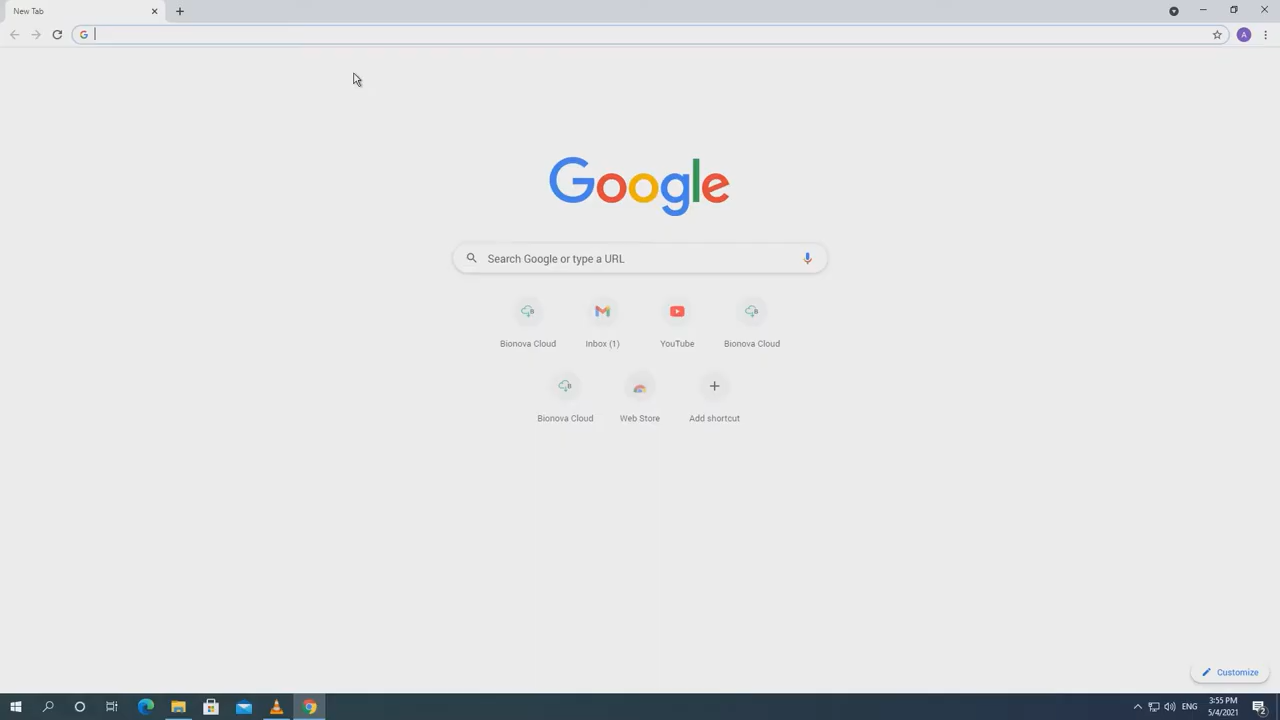 New Tab
Google
Search Google or type a URL
Bionova Cloud
Inbox (1)
YouTube
Bionova Cloud
Bionova Cloud
Web Store
Add shortcut
Customize
A
ENG
3:55 PM
5/4/2021
2